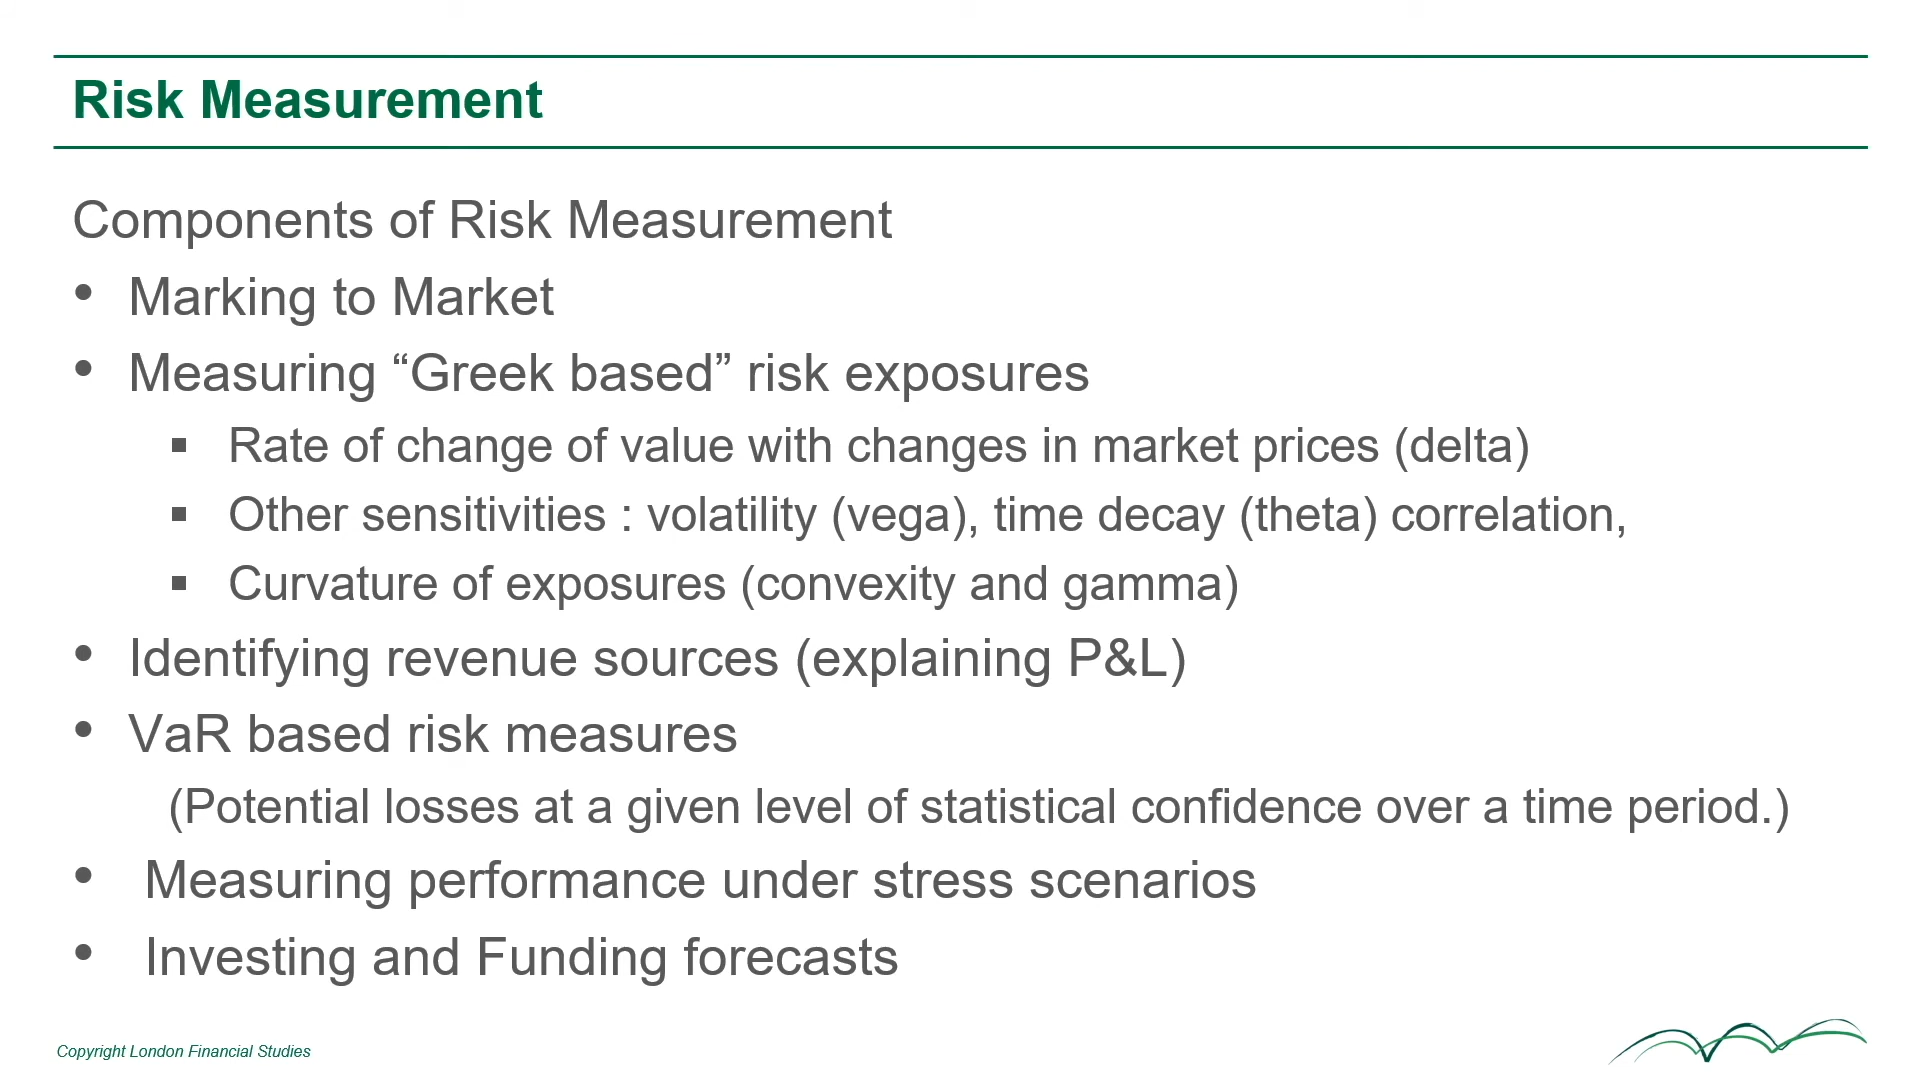 Risk Measurement
Components of Risk Measurement
• Marking to Market
• Measuring “Greek based” risk exposures
▪ Rate of change of value with changes in market prices (delta)
▪ Other sensitivities : volatility (vega), time decay (theta) correlation,
▪ Curvature of exposures (convexity and gamma)
• Identifying revenue sources (explaining P&L)
• VaR based risk measures
(Potential losses at a given level of statistical confidence over a time period.)
• Measuring performance under stress scenarios
• Investing and Funding forecasts
Copyright London Financial Studies